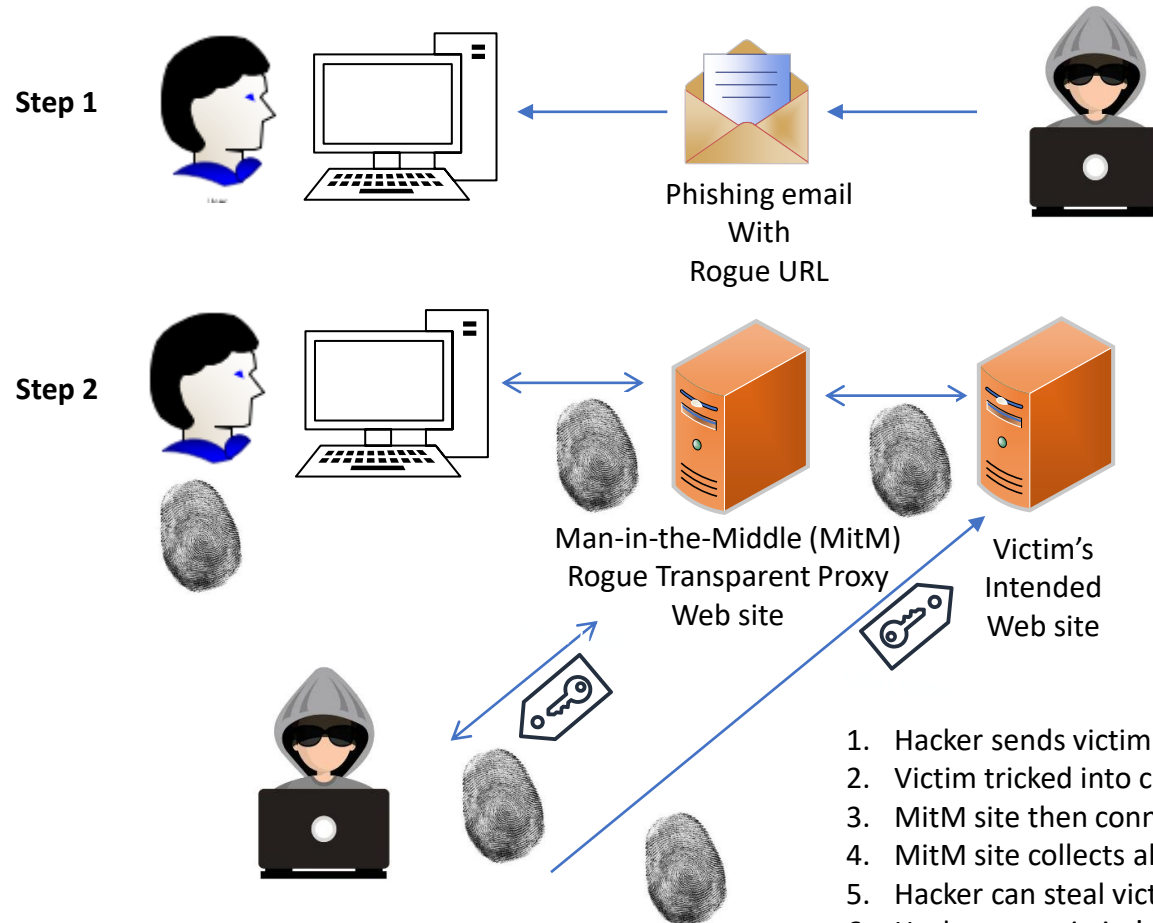 Step 1
Phishing email
With
Rogue URL
Step 2
Man-in-the-Middle (MitM)
Rogue Transparent Proxy
Web site
Victim's
Intended
Web site
1. Hacker sends victim
2. Victim tricked into c
3. MitM site then conn
4. MitM site collects al
5. Hacker can steal vict